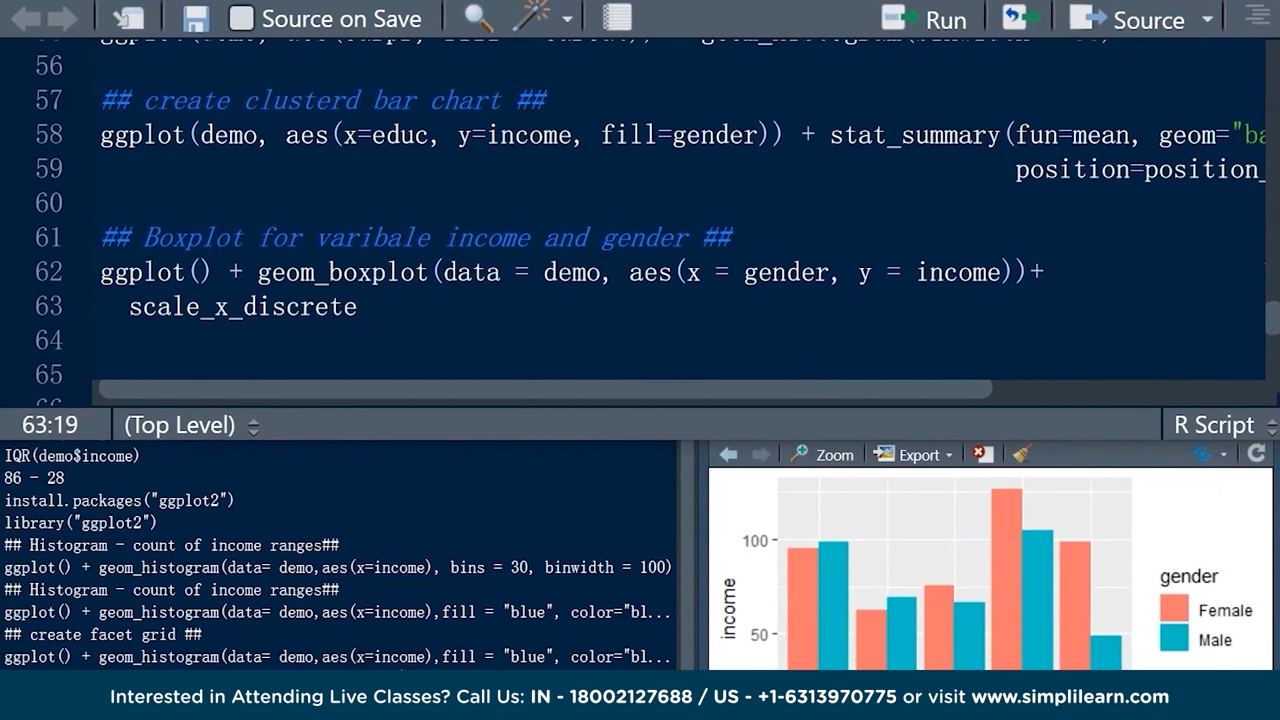 Source on Save
Run
Source
56
57 ## create clusterd bar chart ##
58 ggplot(demo, aes(x=educ, y=income, fill=gender)) + stat_summary(fun=mean, geom="ba
59 position=position_
60
61 ## Boxplot for varibale income and gender ##
62 ggplot() + geom_boxplot(data = demo, aes(x = gender, y = income))+
63 scale_x_discrete
64
65
63:19 (Top Level) R Script
IQR(demo$income)
86 - 28
install.packages("ggplot2")
library("ggplot2")
## Histogram - count of income ranges##
ggplot() + geom_histogram(data= demo,aes(x=income), bins = 30, binwidth = 100)
## Histogram - count of income ranges##
ggplot() + geom_histogram(data= demo,aes(x=income),fill = "blue", color="bl...
## create facet grid ##
ggplot() + geom_histogram(data= demo,aes(x=income),fill = "blue", color="bl...
Zoom Export
100
50
income
gender
Female
Male
Interested in Attending Live Classes? Call Us: IN - 18002127688 / US - +1-6313970775 or visit www.simplilearn.com